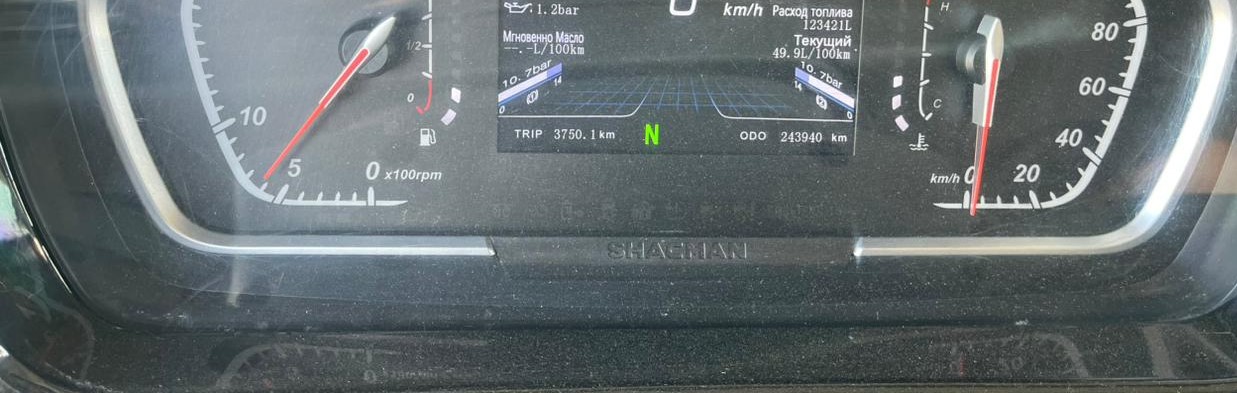 1.2bar
0 km/h
Расход топлива
123421L
Мгновенно Масло
--.-L/100km
Текущий
49.9L/100km
10.7bar
14
0
10.7bar
14
0
TRIP 3750.1km
N
ODO 243940 km
1/2
0
10
5
0 x100rpm
H
C
80
60
40
20
km/h 0
SHACMAN